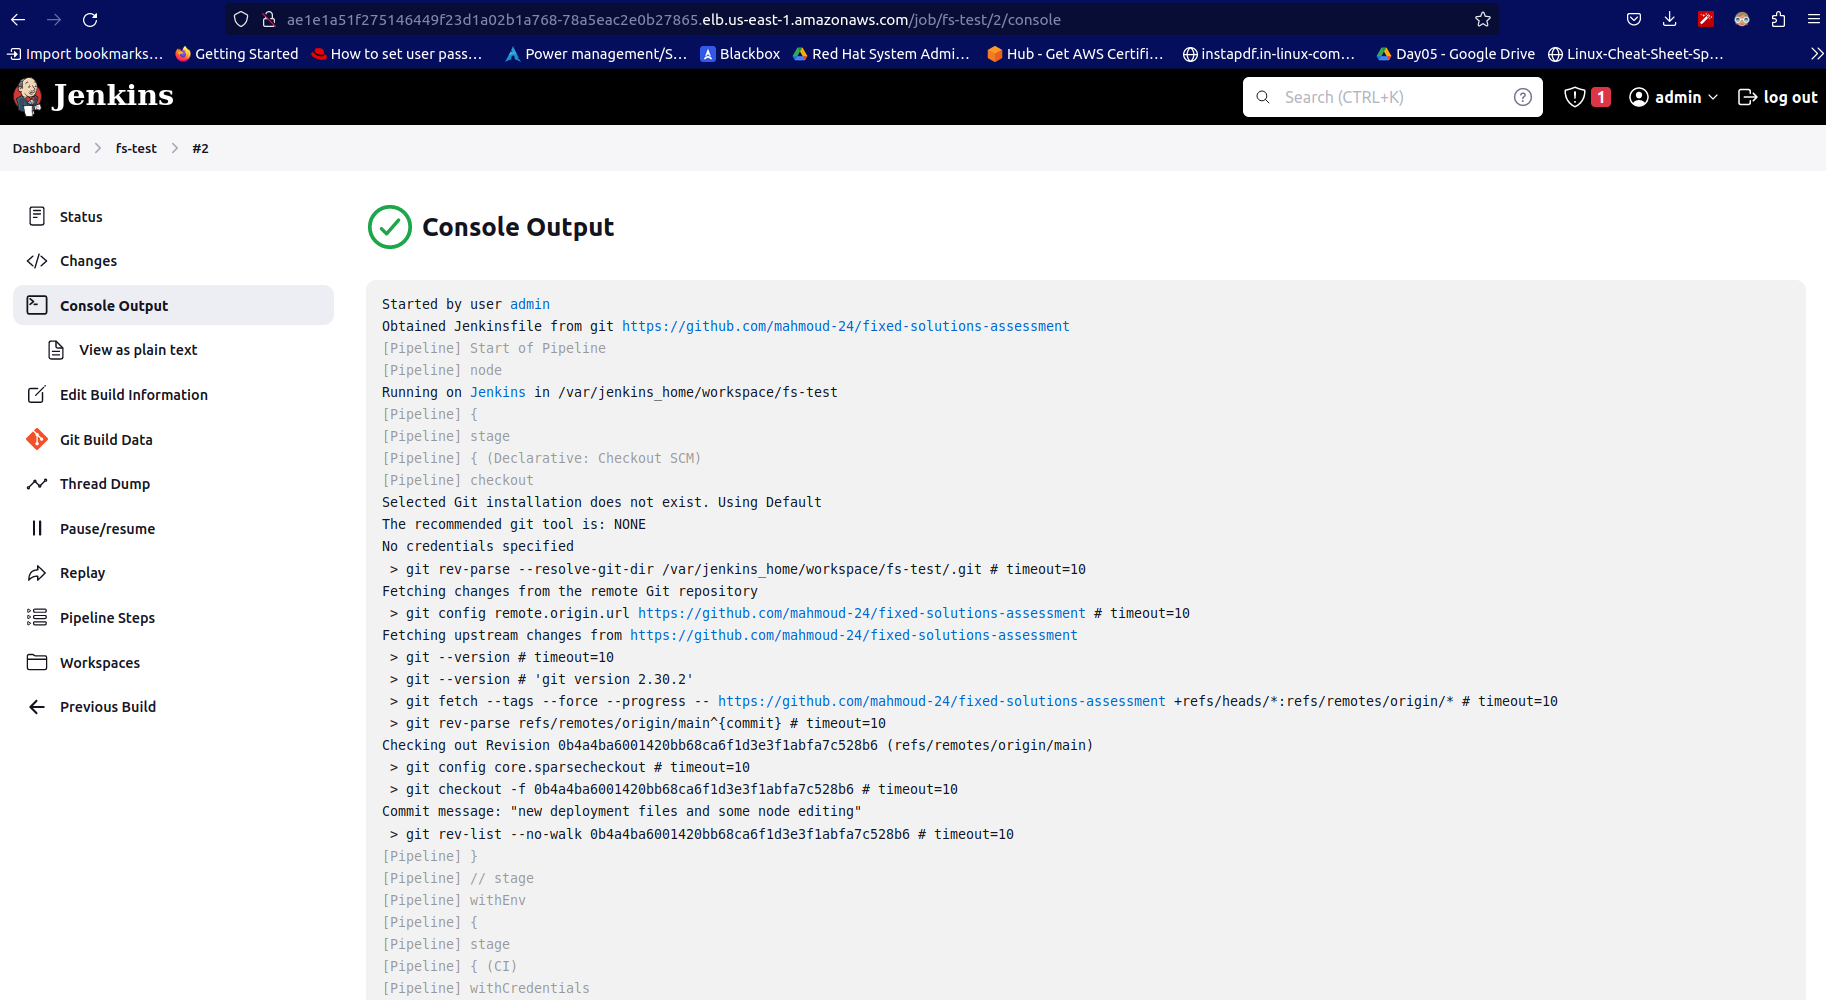 ae1e1a51f275146449f23d1a02b1a768-78a5eac2e0b27865.elb.us-east-1.amazonaws.com/job/fs-test/2/console
Import bookmarks... Getting Started How to set user pass... Power management/S... Blackbox Red Hat System Admi... Hub - Get AWS Certifi... instapdf.in-linux-com... Day05 - Google Drive Linux-Cheat-Sheet-Sp...
Jenkins Search (CTRL+K) 1 admin log out
Dashboard fs-test #2
Status
Changes
Console Output
View as plain text
Edit Build Information
Git Build Data
Thread Dump
Pause/resume
Replay
Pipeline Steps
Workspaces
Previous Build
Console Output
Started by user admin
Obtained Jenkinsfile from git https://github.com/mahmoud-24/fixed-solutions-assessment
[Pipeline] Start of Pipeline
[Pipeline] node
Running on Jenkins in /var/jenkins_home/workspace/fs-test
[Pipeline] {
[Pipeline] stage
[Pipeline] { (Declarative: Checkout SCM)
[Pipeline] checkout
Selected Git installation does not exist. Using Default
The recommended git tool is: NONE
No credentials specified
> git rev-parse --resolve-git-dir /var/jenkins_home/workspace/fs-test/.git # timeout=10
Fetching changes from the remote Git repository
> git config remote.origin.url https://github.com/mahmoud-24/fixed-solutions-assessment # timeout=10
Fetching upstream changes from https://github.com/mahmoud-24/fixed-solutions-assessment
> git --version # timeout=10
> git --version # 'git version 2.30.2'
> git fetch --tags --force --progress -- https://github.com/mahmoud-24/fixed-solutions-assessment +refs/heads/*:refs/remotes/origin/* # timeout=10
> git rev-parse refs/remotes/origin/main^{commit} # timeout=10
Checking out Revision 0b4a4ba6001420bb68ca6f1d3e3f1abfa7c528b6 (refs/remotes/origin/main)
> git config core.sparsecheckout # timeout=10
> git checkout -f 0b4a4ba6001420bb68ca6f1d3e3f1abfa7c528b6 # timeout=10
Commit message: "new deployment files and some node editing"
> git rev-list --no-walk 0b4a4ba6001420bb68ca6f1d3e3f1abfa7c528b6 # timeout=10
[Pipeline] }
[Pipeline] // stage
[Pipeline] withEnv
[Pipeline] {
[Pipeline] stage
[Pipeline] { (CI)
[Pipeline] withCredentials